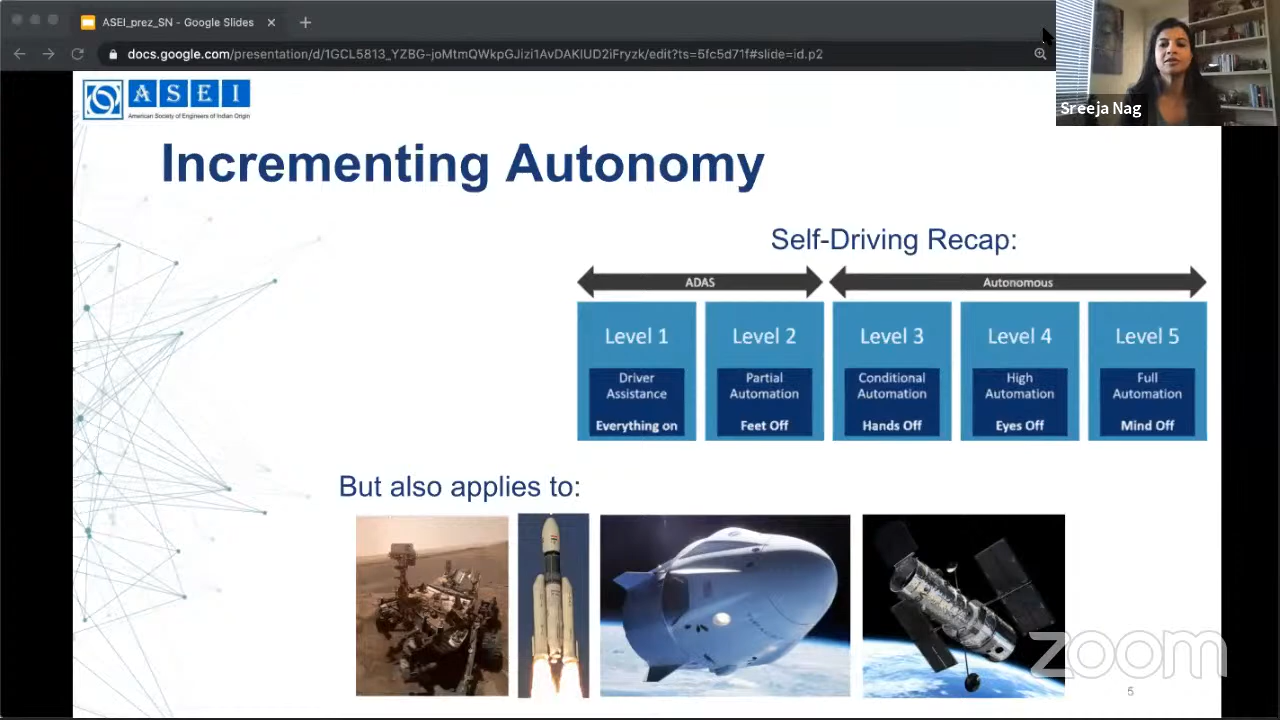 ASEI_prez_SN - Google Slides
docs.google.com/presentation/d/1GCL5813_YZBG-joMtmDWkpGJizi1AvDAKIUD2iFryzk/edit?ts=5fc5d71f#slide=id.p2
Sreeja Nag
ASEI
American Society of Engineers of Indian Origin
Incrementing Autonomy
Self-Driving Recap:
ADAS
Autonomous
Level 1
Driver
Assistance
Everything on
Level 2
Partial
Automation
Feet Off
Level 3
Conditional
Automation
Hands Off
Level 4
High
Automation
Eyes Off
Level 5
Full
Automation
Mind Off
But also applies to:
zoom
5